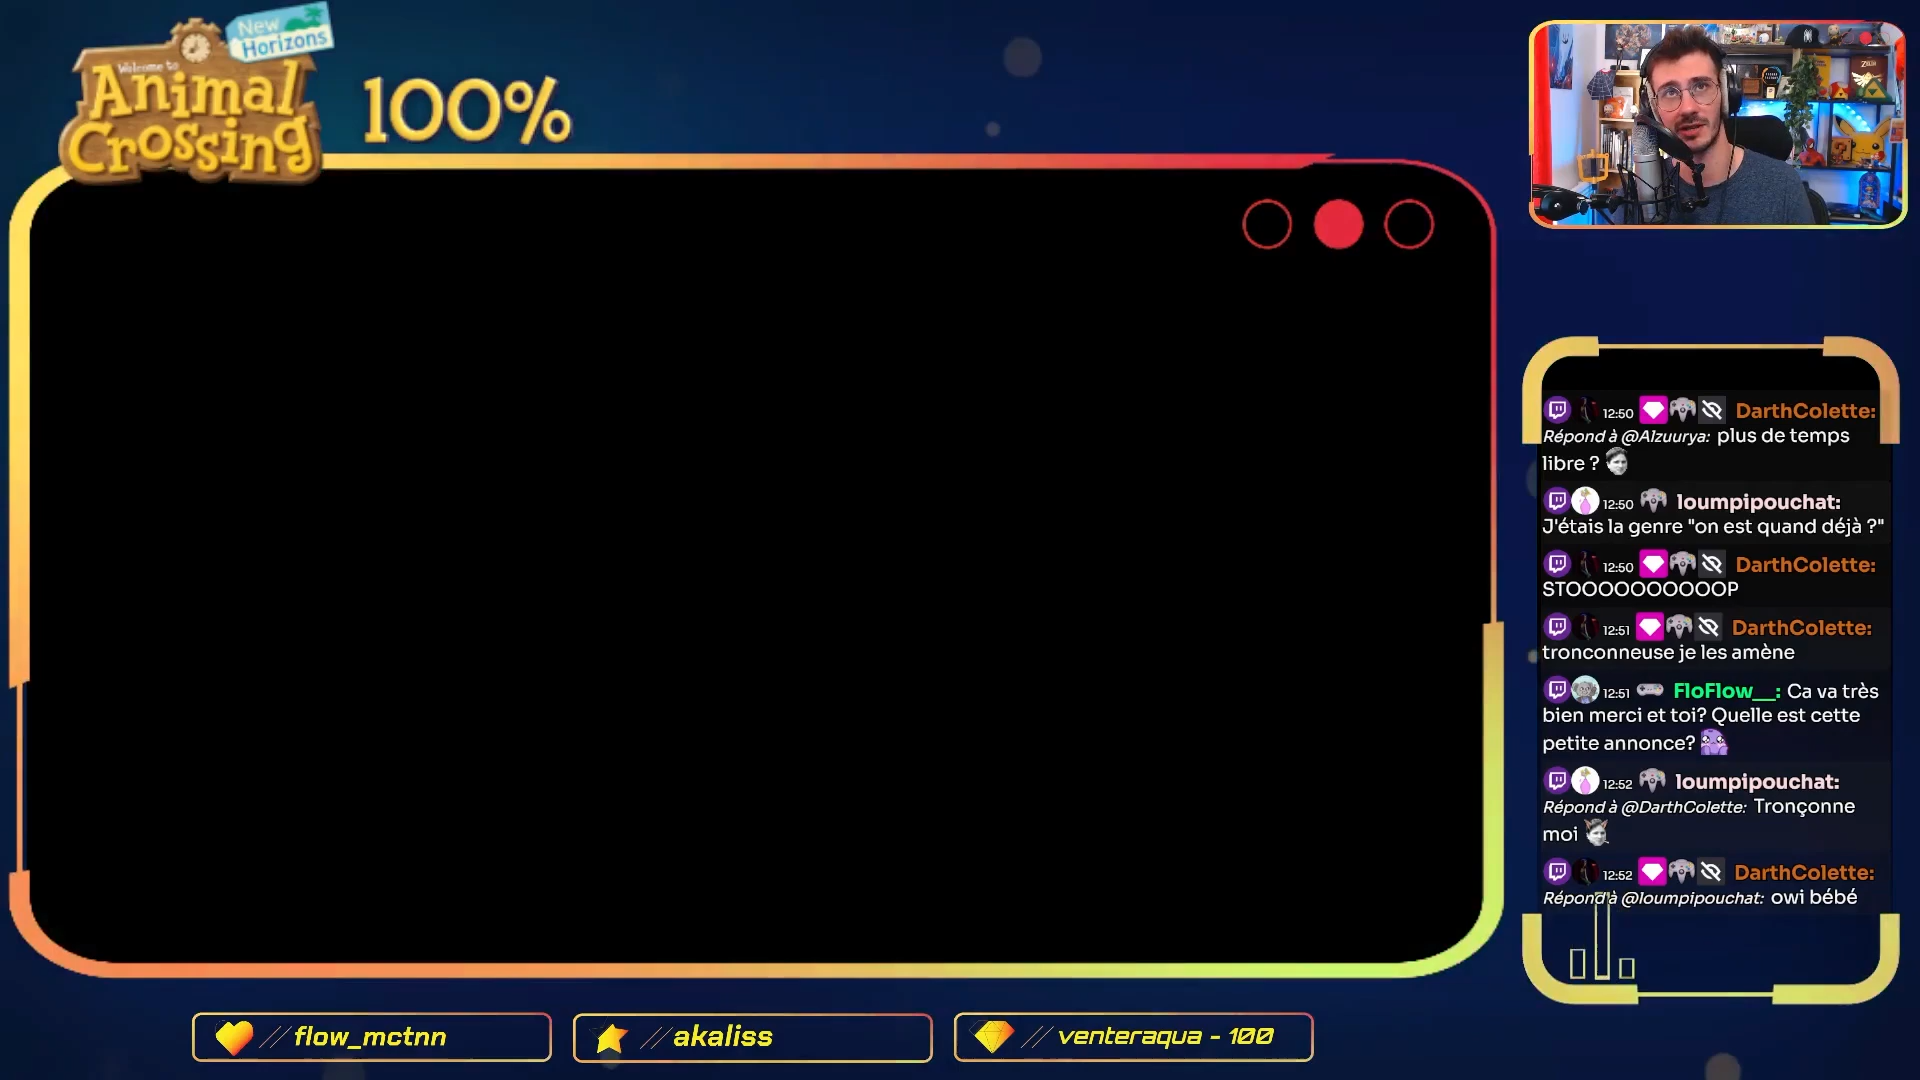 New
Horizons
Welcome to
Animal
Crossing
100%
ZELDA
12:50 DarthColette:
Répond à @Alzuurya: plus de temps
libre ?
12:50 loumpipouchat:
J'étais la genre "on est quand déjà ?"
12:50 DarthColette:
STOOOOOOOOOOP
12:51 DarthColette:
tronconneuse je les amène
12:51 FloFlow__: Ca va très
bien merci et toi? Quelle est cette
petite annonce?
12:52 loumpipouchat:
Répond à @DarthColette: Tronçonne
moi
12:52 DarthColette:
Répond à @loumpipouchat: owi bébé
// flow_mctnn
// akaliss
// venteraqua - 100